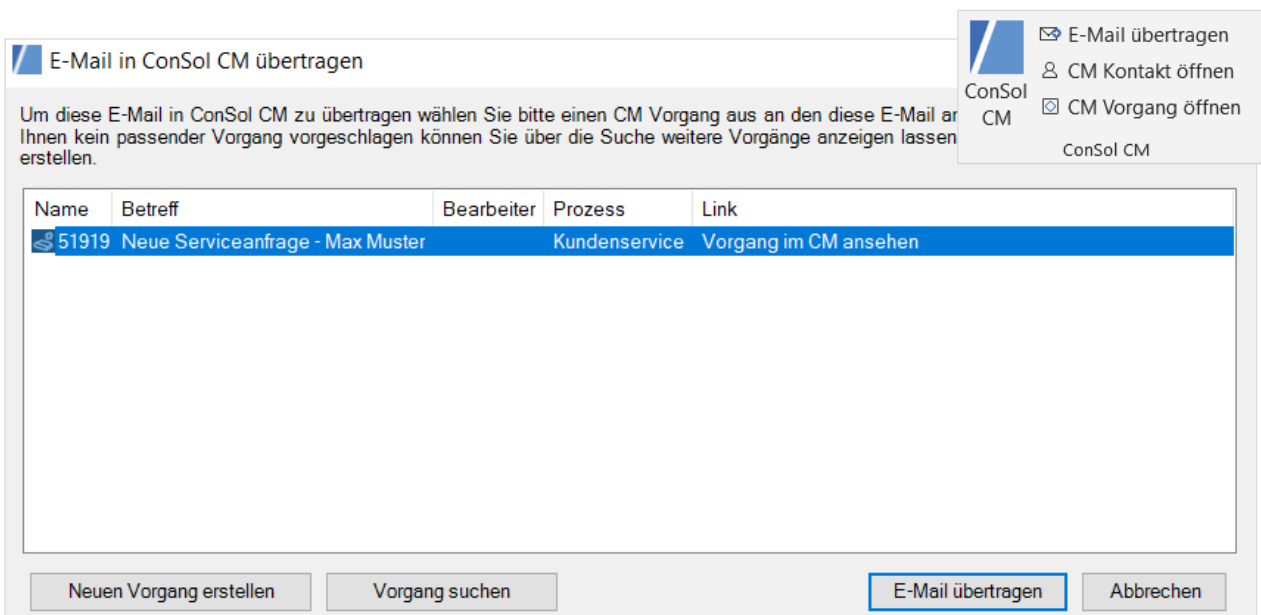 E-Mail in ConSol CM übertragen
E-Mail übertragen
CM Kontakt öffnen
CM Vorgang öffnen
ConSol
CM
ConSol CM
Um diese E-Mail in ConSol CM zu übertragen wählen Sie bitte einen CM Vorgang aus an den diese E-Mail
Ihnen kein passender Vorgang vorgeschlagen können Sie über die Suche weitere Vorgänge anzeigen lassen
erstellen.
Name Betreff Bearbeiter Prozess Link
51919 Neue Serviceanfrage - Max Muster Kundenservice Vorgang im CM ansehen
Neuen Vorgang erstellen Vorgang suchen E-Mail übertragen Abbrechen